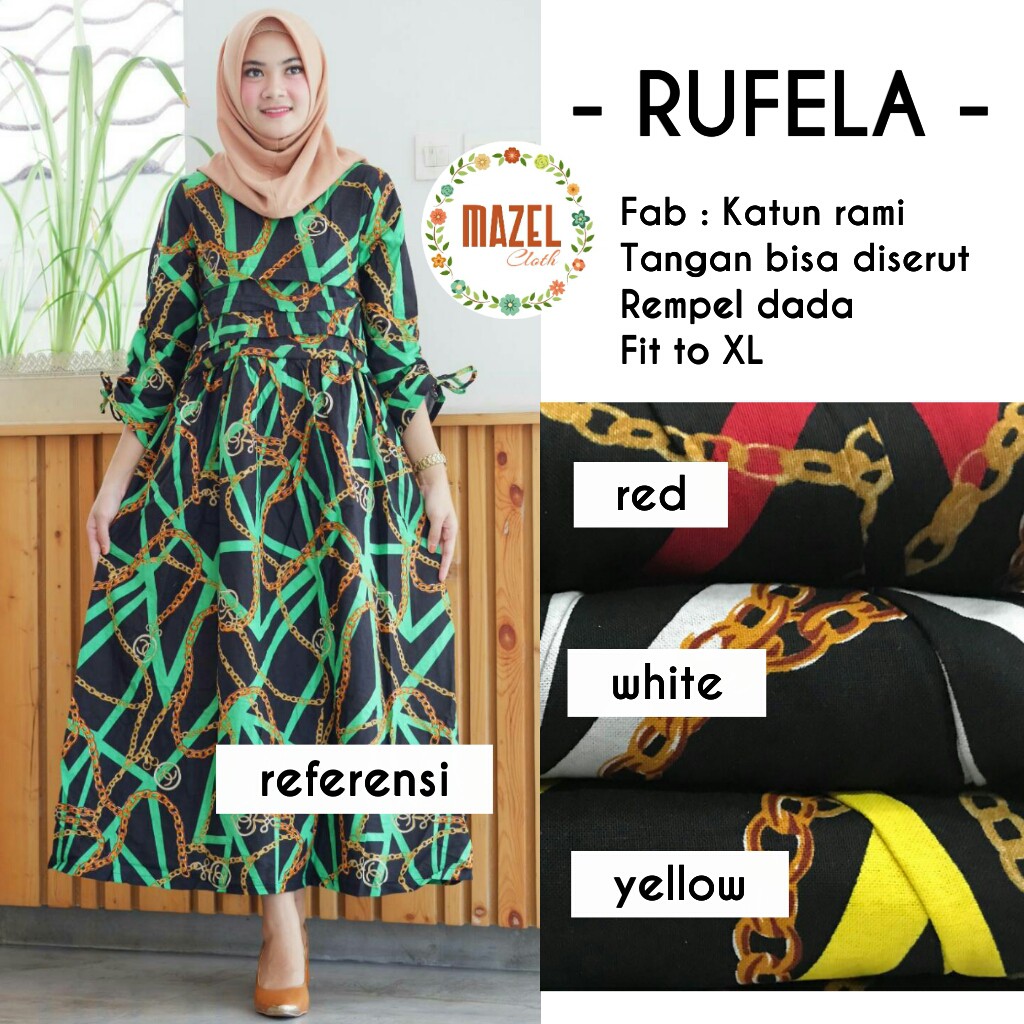 - RUFELA -
MAZEL
Cloth
Fab : Katun rami
Tangan bisa diserut
Rempel dada
Fit to XL
red
white
referensi
yellow